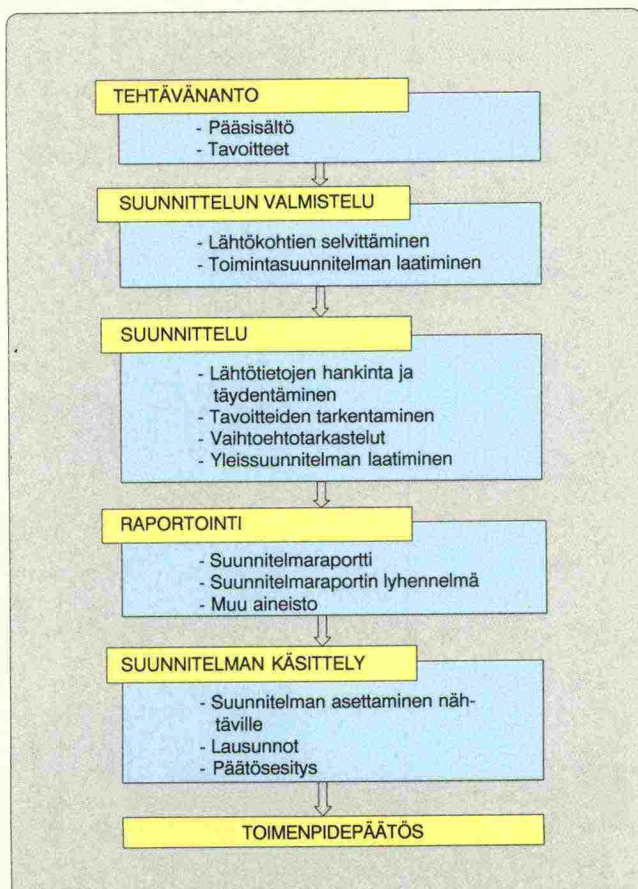 TEHTÄVÄNANTO
- Pääsisältö
- Tavoitteet
SUUNNITTELUN VALMISTELU
- Lähtökohtien selvittäminen
- Toimintasuunnitelman laatiminen
SUUNNITTELU
- Lähtötietojen hankinta ja
täydentäminen
- Tavoitteiden tarkentaminen
- Vaihtoehtotarkastelut
- Yleissuunnitelman laatiminen
RAPORTOINTI
- Suunnitelmaraportti
- Suunnitelmaraportin lyhennelmä
- Muu aineisto
SUUNNITELMAN KÄSITTELY
- Suunnitelman asettaminen näh-
täville
- Lausunnot
- Päätösesitys
TOIMENPIDEPÄÄTÖS